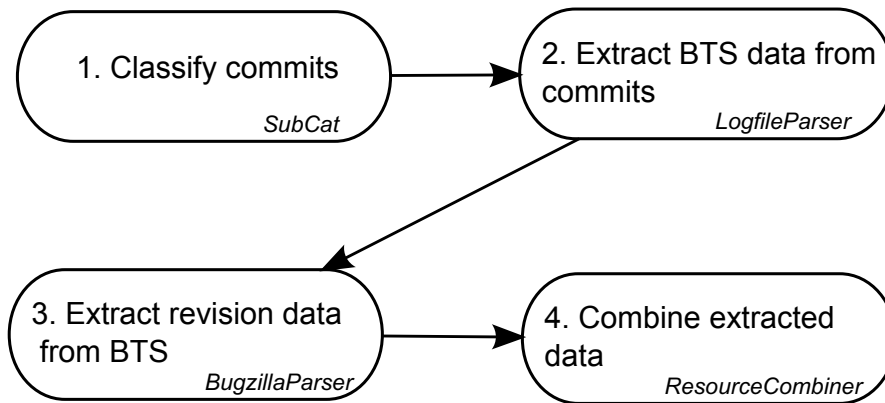 1. Classify commits
SubCat
2. Extract BTS data from
commits
LogfileParser
3. Extract revision data
from BTS
BugzillaParser
4. Combine extracted
data
ResourceCombiner